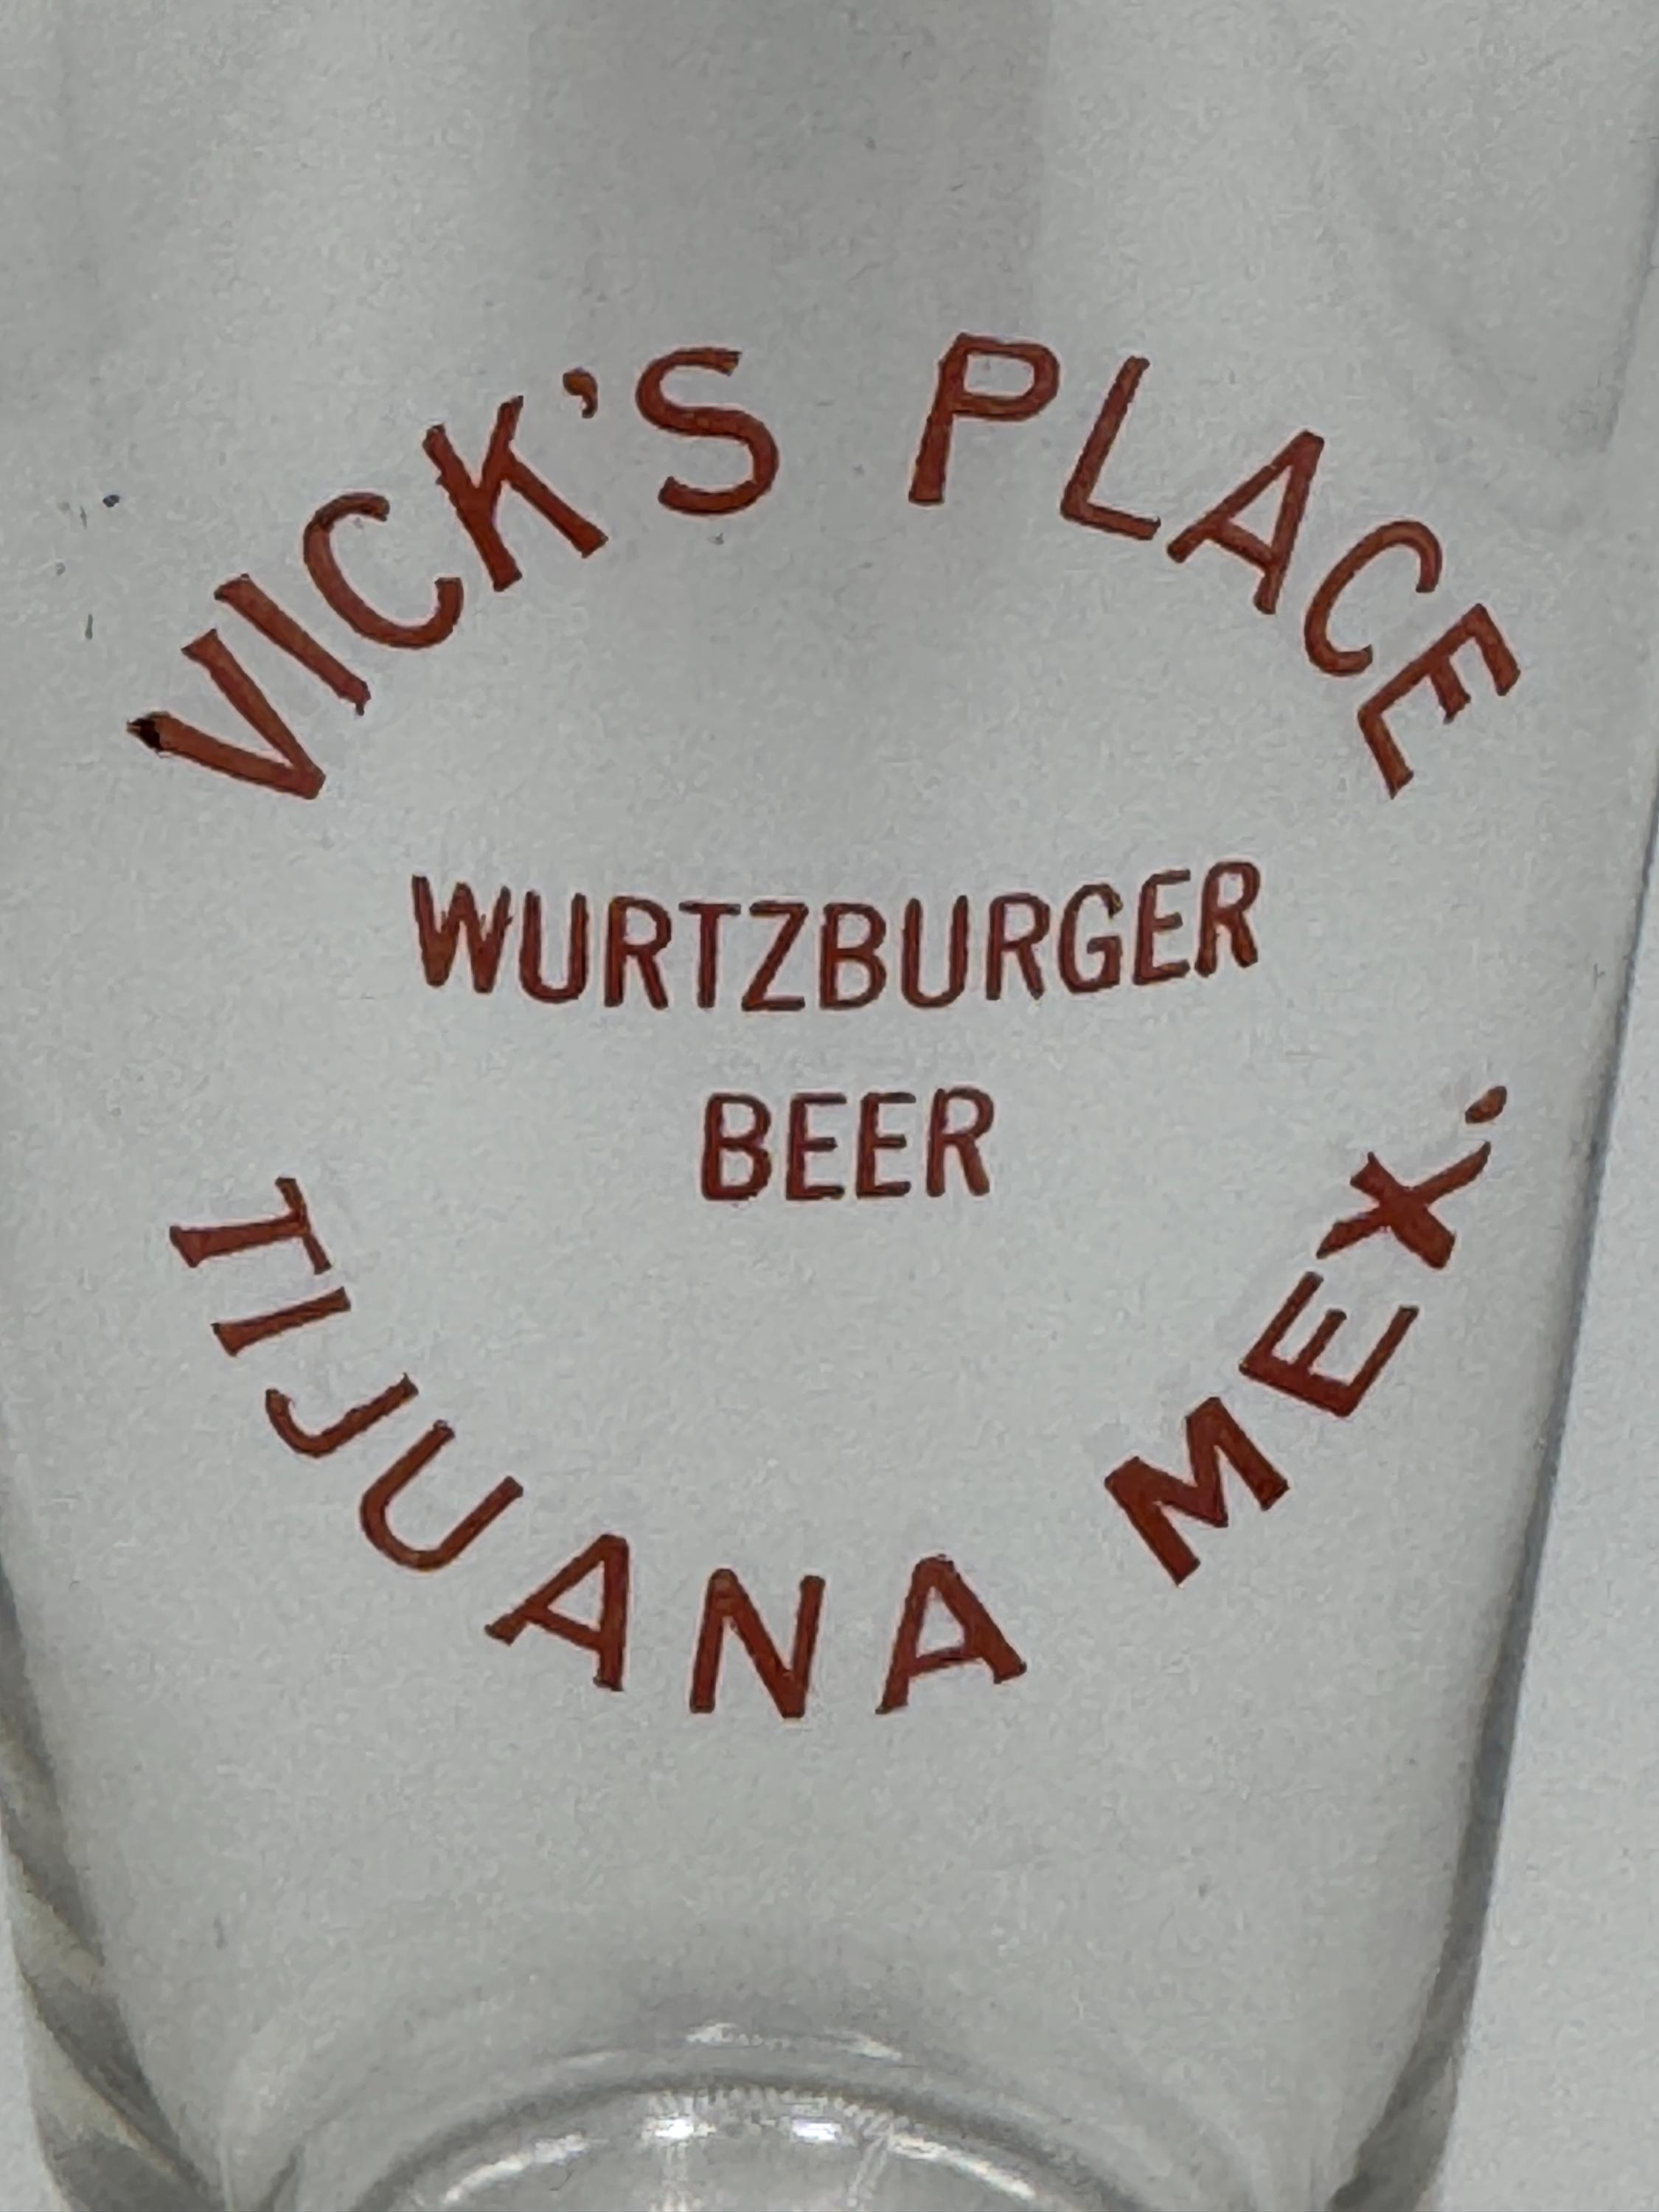 VICK'S PLACE
WURTZBURGER
BEER
TIJUANA MEX.